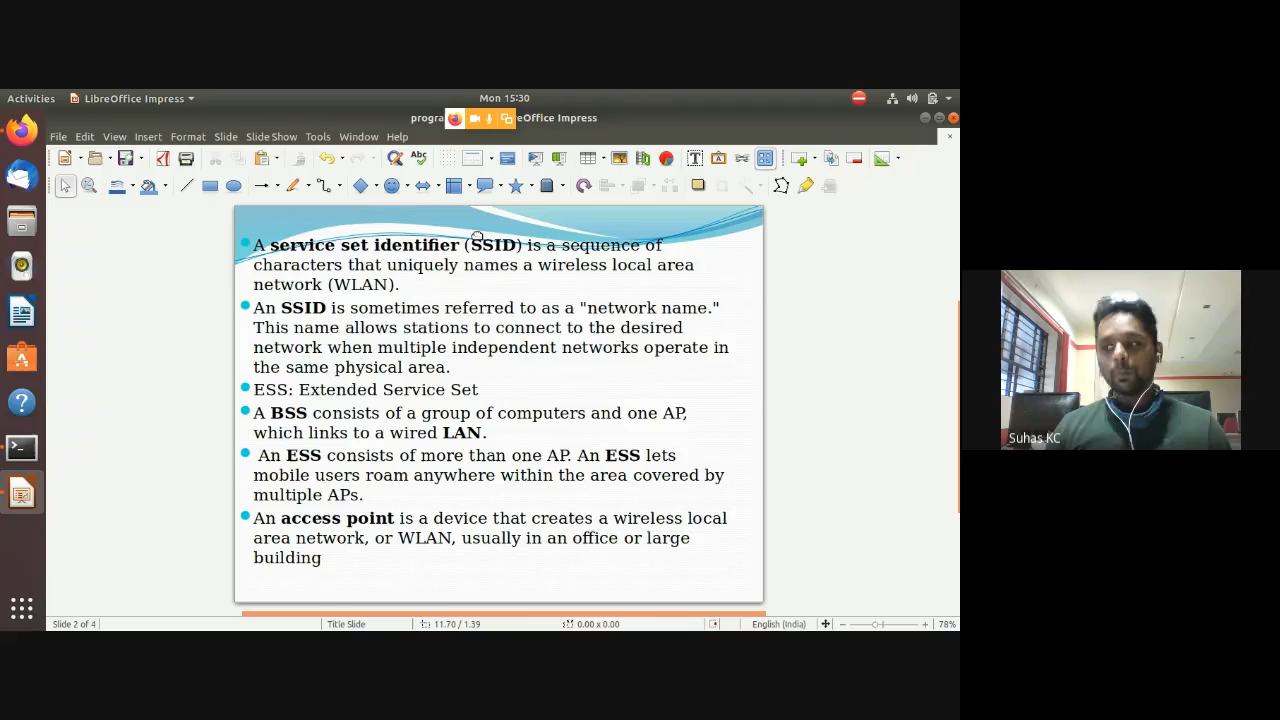 Activities LibreOffice Impress Mon 15:30
progra eOffice Impress
File Edit View Insert Format Slide Slide Show Tools Window Help
Abc
T A
A service set identifier (SSID) is a sequence of
characters that uniquely names a wireless local area
network (WLAN).
An SSID is sometimes referred to as a "network name."
This name allows stations to connect to the desired
network when multiple independent networks operate in
the same physical area.
ESS: Extended Service Set
A BSS consists of a group of computers and one AP,
which links to a wired LAN.
An ESS consists of more than one AP. An ESS lets
mobile users roam anywhere within the area covered by
multiple APs.
An access point is a device that creates a wireless local
area network, or WLAN, usually in an office or large
building
Slide 2 of 4 Title Slide 11.70 / 1.39 0.00 x 0.00 English (India) 78%
Suhas KC